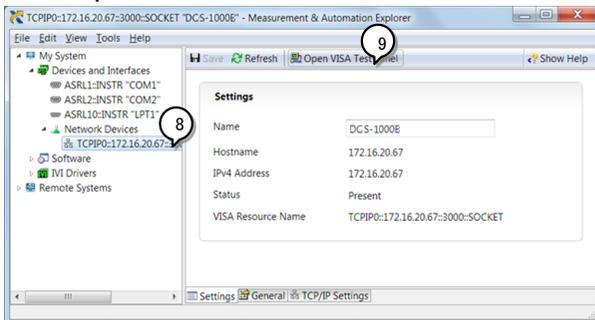 TCPIP0::172.16.20.67::3000::SOCKET "DCS-1000E" - Measurement & Automation Explorer
File Edit View Tools Help
9
Save Refresh Open VISA Test Panel Show Help
My System
Devices and Interfaces
ASRL1::INSTR "COM1"
ASRL2::INSTR "COM2"
ASRL10::INSTR "LPT1"
Network Devices
8
TCPIP0::172.16.20.67::
Software
IVI Drivers
Remote Systems
Settings
Name DCS-1000E
Hostname 172.16.20.67
IPv4 Address 172.16.20.67
Status Present
VISA Resource Name TCPIP0::172.16.20.67::3000::SOCKET
Settings General TCP/IP Settings